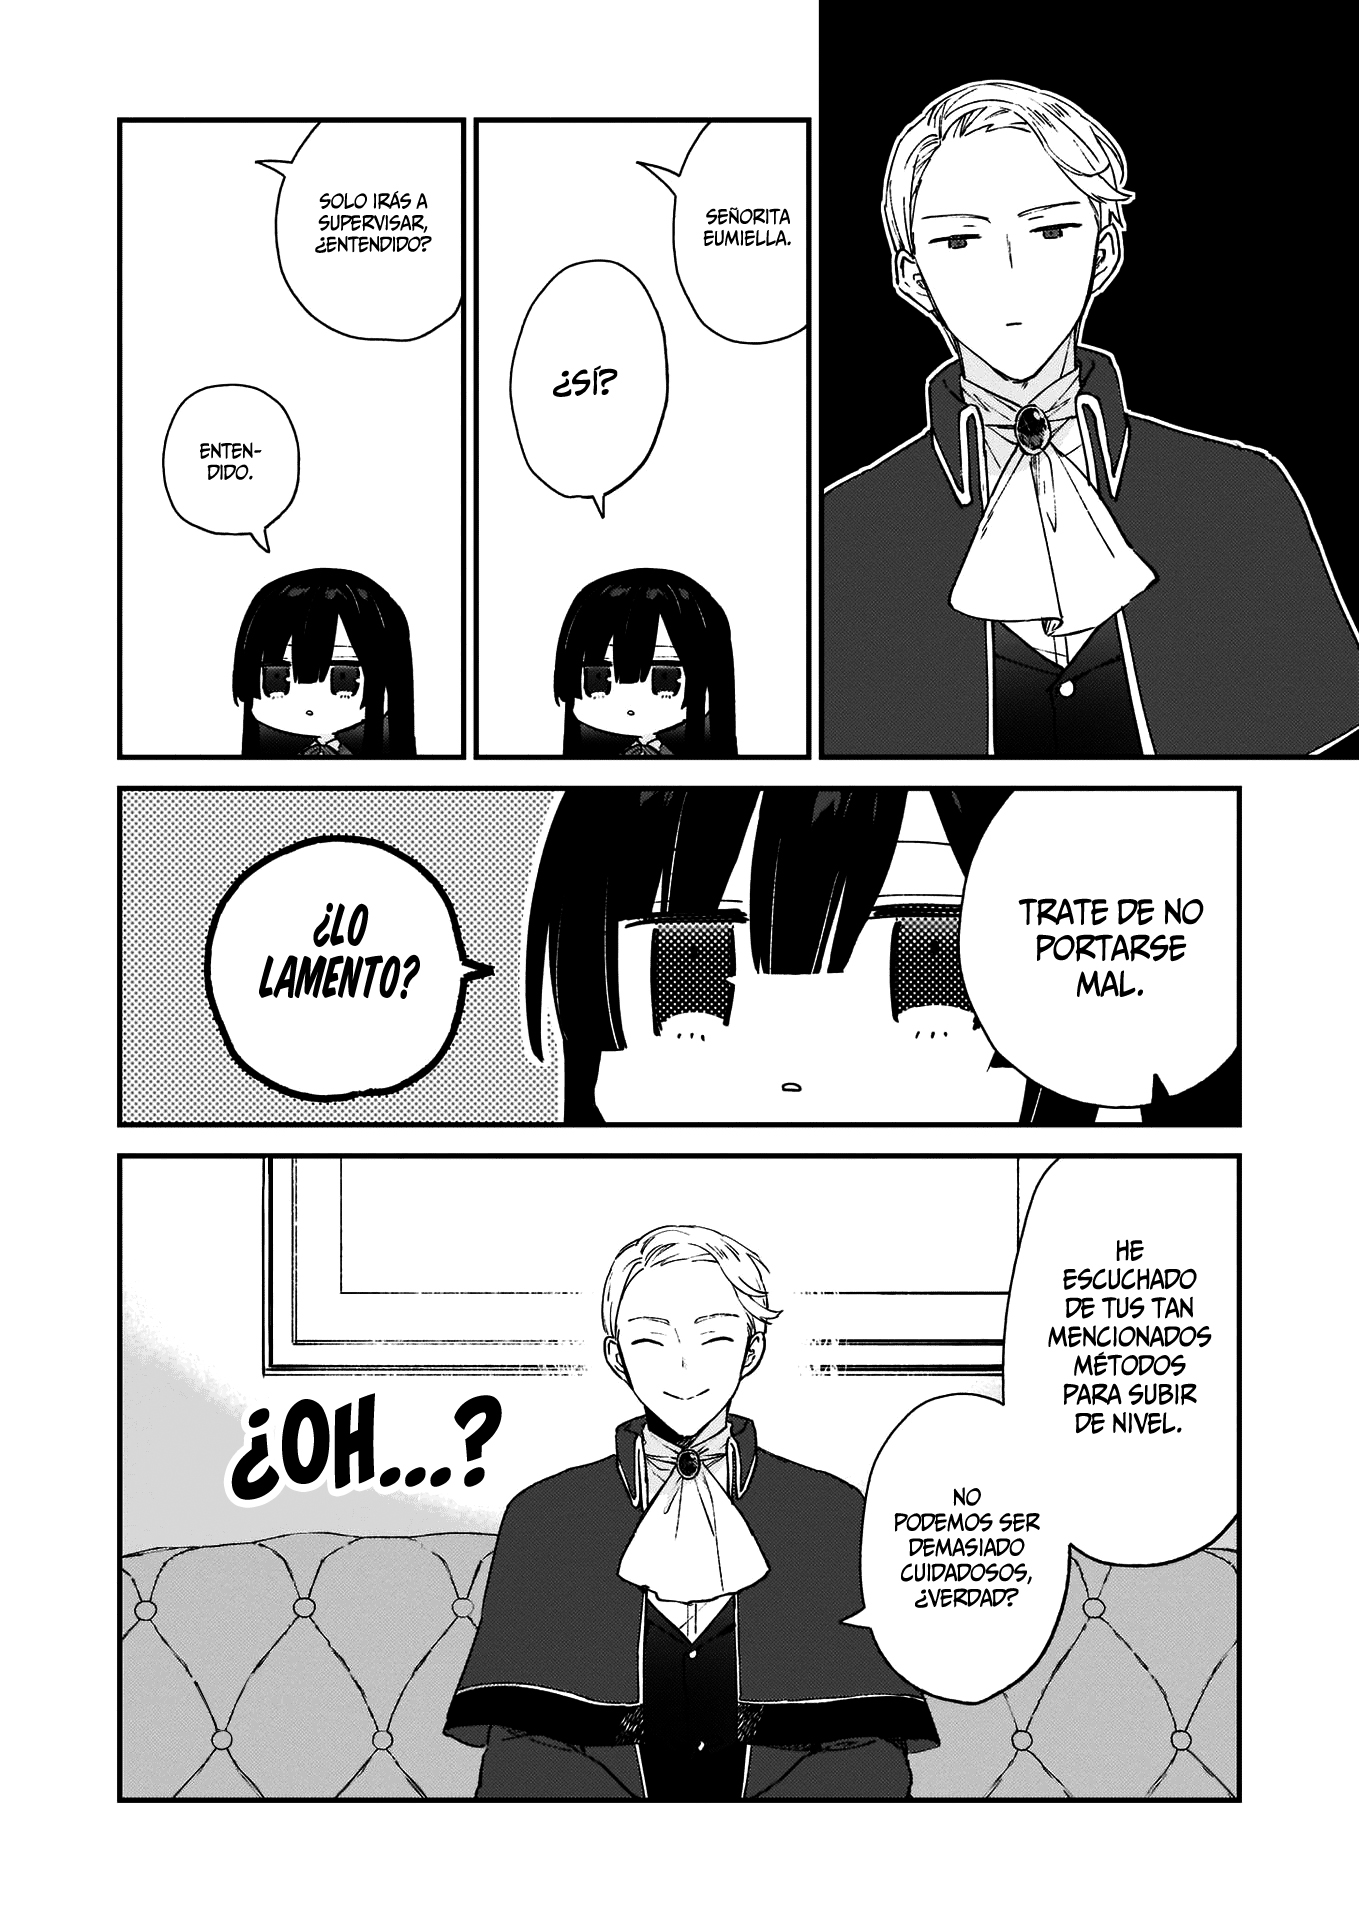 SEÑORITA
EUMIELLA.
¿SÍ?
SOLO IRÁS A
SUPERVISAR,
¿ENTENDIDO?
ENTEN-
DIDO.
TRATE DE NO
PORTARSE
MAL.
¿LO
LAMENTO?
HE
ESCUCHADO
DE TUS TAN
MENCIONADOS
MÉTODOS
PARA SUBIR
DE NIVEL.
NO
PODEMOS SER
DEMASIADO
CUIDADOSOS,
¿VERDAD?
¿OH...?